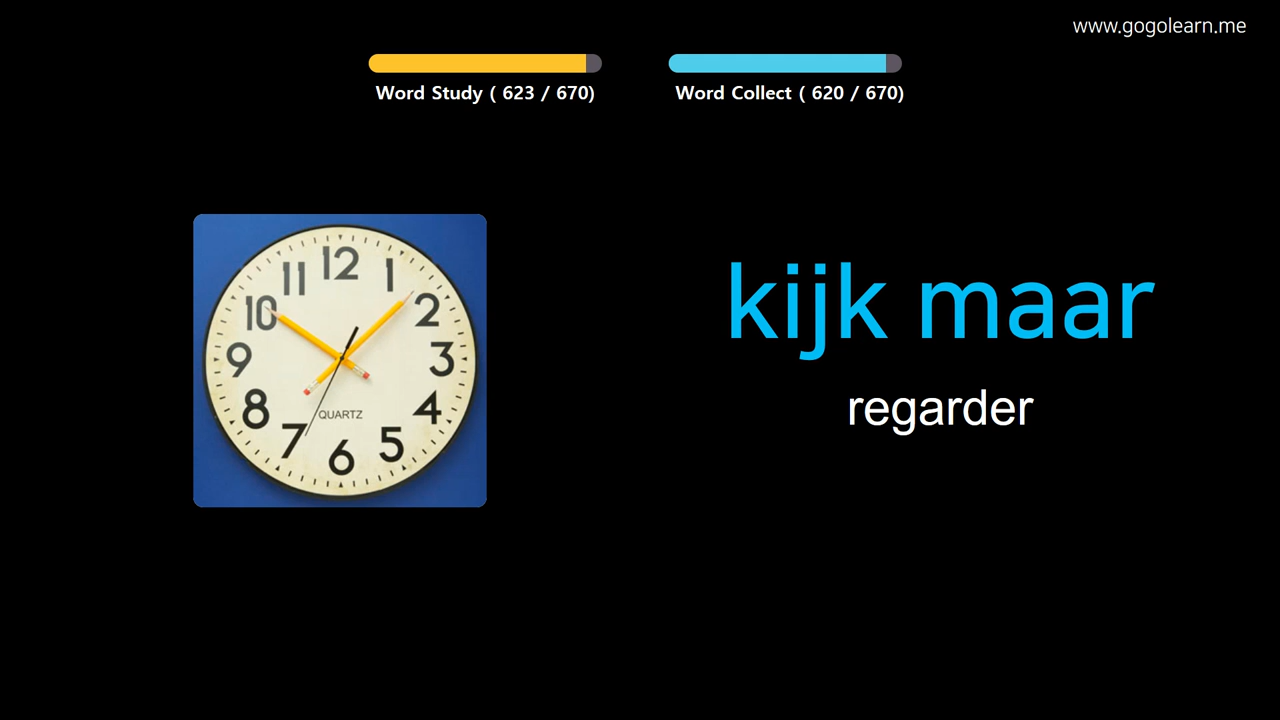 www.gogolearn.me
Word Study ( 623 / 670)
Word Collect ( 620 / 670)
12
11
1
10
2
9
3
8
4
QUARTZ
7
5
6
kijk maar
regarder